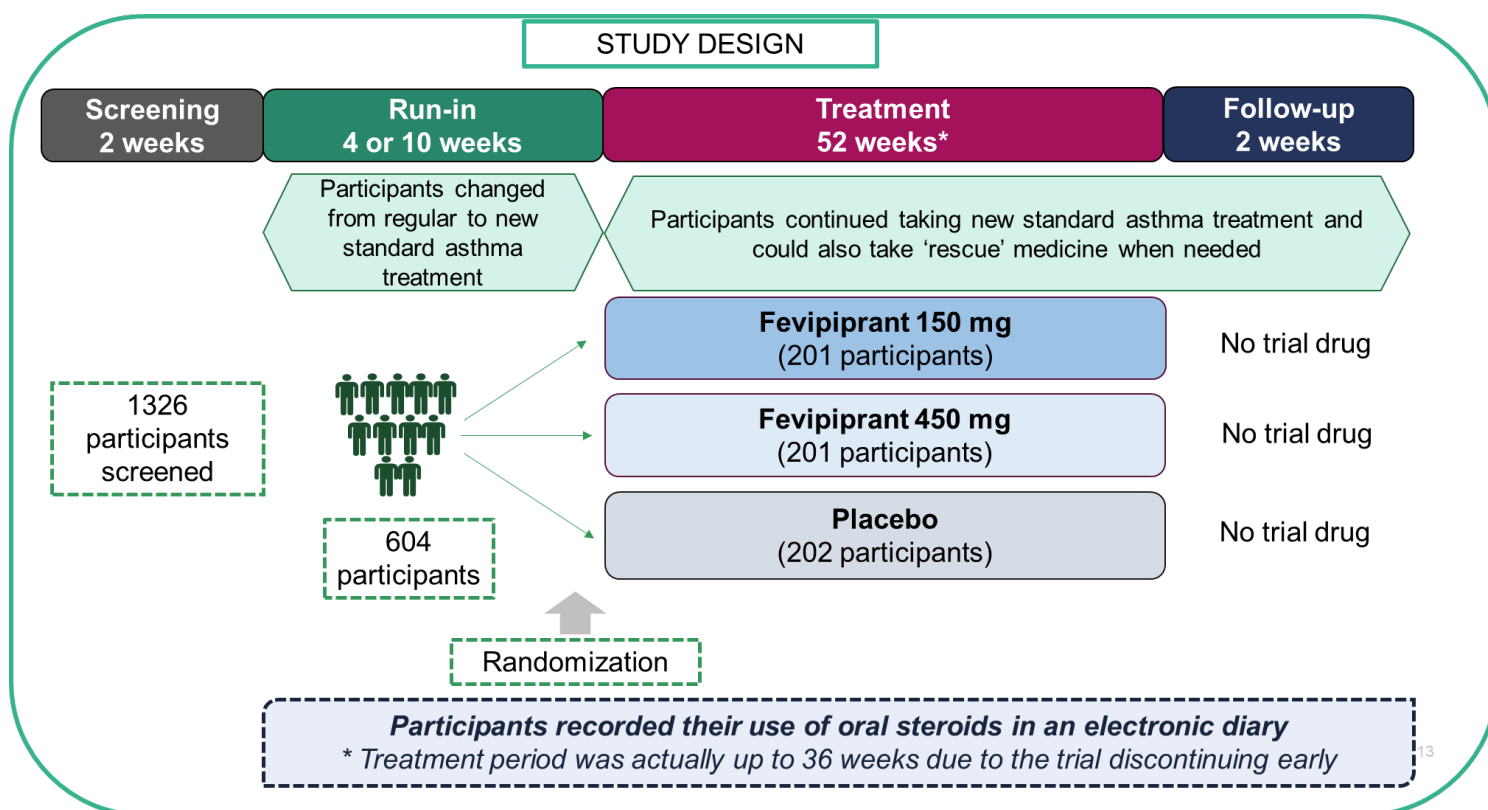 STUDY DESIGN
Screening
2 weeks
Run-in
4 or 10 weeks
Treatment
52 weeks*
Follow-up
2 weeks
Participants changed
from regular to new
standard asthma
treatment
Participants continued taking new standard asthma treatment and
could also take ‘rescue’ medicine when needed
1326
participants
screened
604
participants
Fevipiprant 150 mg
(201 participants)
No trial drug
Fevipiprant 450 mg
(201 participants)
No trial drug
Placebo
(202 participants)
No trial drug
Randomization
Participants recorded their use of oral steroids in an electronic diary
* Treatment period was actually up to 36 weeks due to the trial discontinuing early
13